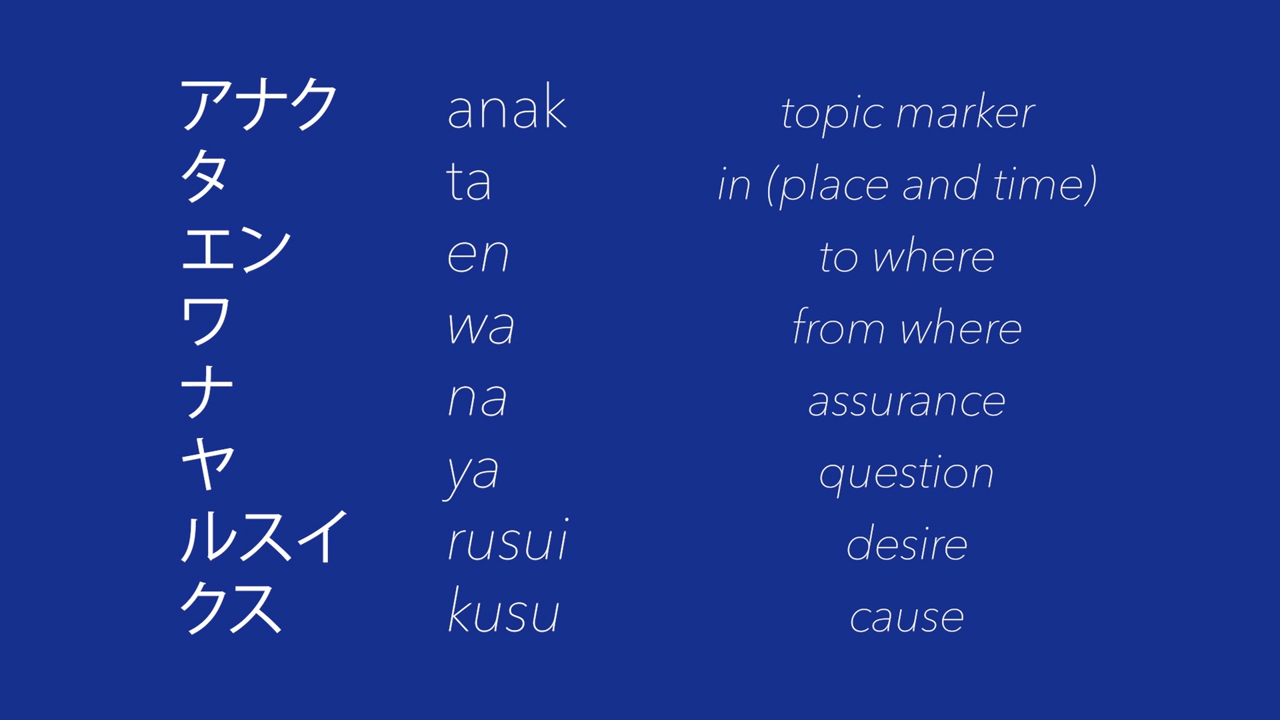 アナク anak topic marker
タ ta in (place and time)
エン en to where
ワ wa from where
ナ na assurance
ヤ ya question
ルスイ rusui desire
クス kusu cause